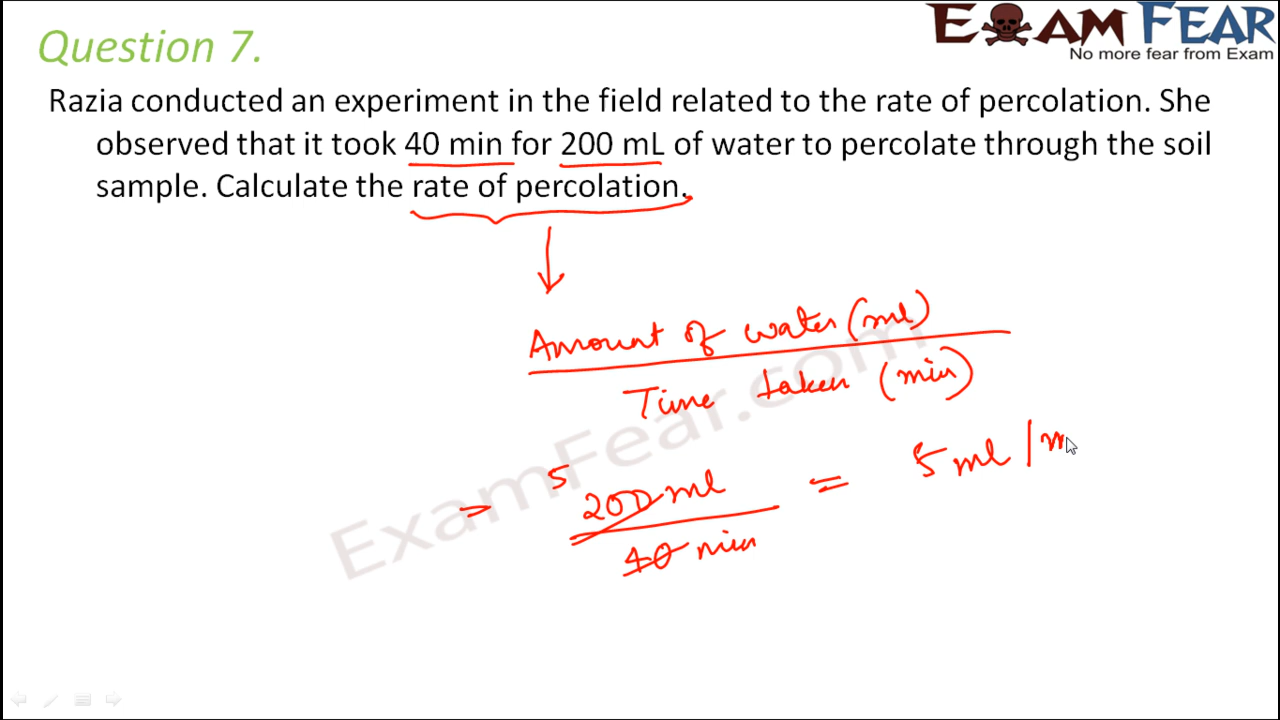 Question 7.
EXAM FEAR
No more fear from Exam
Razia conducted an experiment in the field related to the rate of percolation. She
observed that it took 40 min for 200 mL of water to percolate through the soil
sample. Calculate the rate of percolation.
Amount of water (ml)
Time taken (min)
ExamFear.com
5
= 200 ml = 5 ml / m
40 min